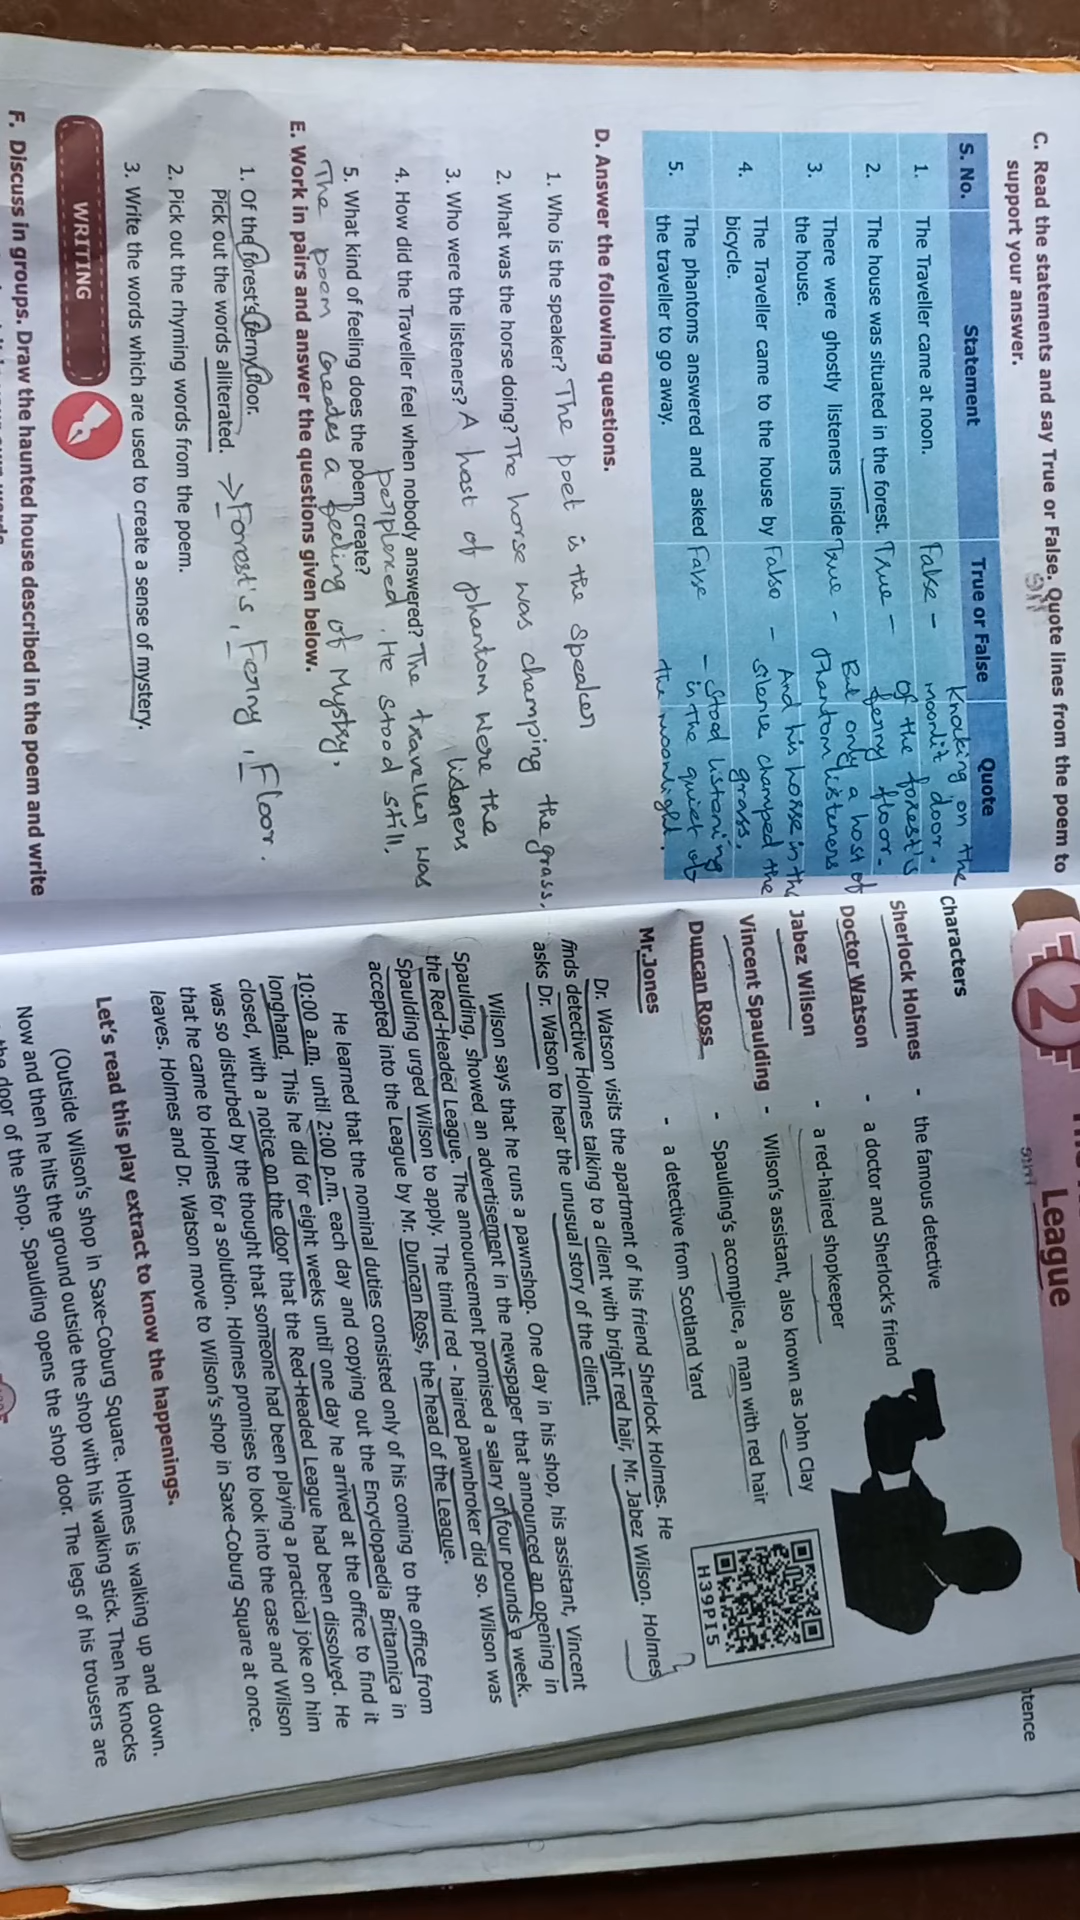 C. Read the statements and say True or False. Quote lines from the poem to
support your answer.
S. No. Statement True or False Quote
1. The Traveller came at noon. False - Knocking on the
moonlit door.
2. The house was situated in the forest. True - of the forest's
ferny floor.
3. There were ghostly listeners inside True - But only a host of
the house. Phantom listeners
4. The Traveller came to the house by False - And his horse in the
bicycle. silence champed the
grass.
5. The phantoms answered and asked False - stood listening
the traveller to go away. in the quiet of
the moonlight.
D. Answer the following questions.
1. Who is the speaker? The poet is the speaker
2. What was the horse doing? The horse was champing the grass.
3. Who were the listeners? A host of phantom were the
listeners
4. How did the Traveller feel when nobody answered? The traveller was
perplexed. He stood still.
5. What kind of feeling does the poem create?
The poem creates a feeling of Mystry.
E. Work in pairs and answer the questions given below.
1. Of the forest's ferny floor.
Pick out the words alliterated. → Forest's, Ferny, Floor.
2. Pick out the rhyming words from the poem.
3. Write the words which are used to create a sense of mystery.
WRITING
F. Discuss in groups. Draw the haunted house described in the poem and write
2
League
Characters
Sherlock Holmes - the famous detective
Doctor Watson - a doctor and Sherlock's friend
Jabez Wilson - a red-haired shopkeeper
Vincent Spaulding - Wilson's assistant, also known as John Clay
Duncan Ross - Spaulding's accomplice, a man with red hair
Mr.Jones - a detective from Scotland Yard
H39PI5
Dr. Watson visits the apartment of his friend Sherlock Holmes. He
finds detective Holmes talking to a client with bright red hair, Mr. Jabez Wilson. Holmes
asks Dr. Watson to hear the unusual story of the client.
Wilson says that he runs a pawnshop. One day in his shop, his assistant, Vincent
Spaulding, showed an advertisement in the newspaper that announced an opening in
the Red-Headed League. The announcement promised a salary of four pounds a week.
Spaulding urged Wilson to apply. The timid red - haired pawnbroker did so. Wilson was
accepted into the League by Mr. Duncan Ross, the head of the League.
He learned that the nominal duties consisted only of his coming to the office from
10:00 a.m. until 2:00 p.m. each day and copying out the Encyclopaedia Britannica in
longhand. This he did for eight weeks until one day he arrived at the office to find it
closed, with a notice on the door that the Red-Headed League had been dissolved. He
was so disturbed by the thought that someone had been playing a practical joke on him
that he came to Holmes for a solution. Holmes promises to look into the case and Wilson
leaves. Holmes and Dr. Watson move to Wilson's shop in Saxe-Coburg Square at once.
Let's read this play extract to know the happenings.
(Outside Wilson's shop in Saxe-Coburg Square. Holmes is walking up and down.
Now and then he hits the ground outside the shop with his walking stick. Then he knocks
the door of the shop. Spaulding opens the shop door. The legs of his trousers are